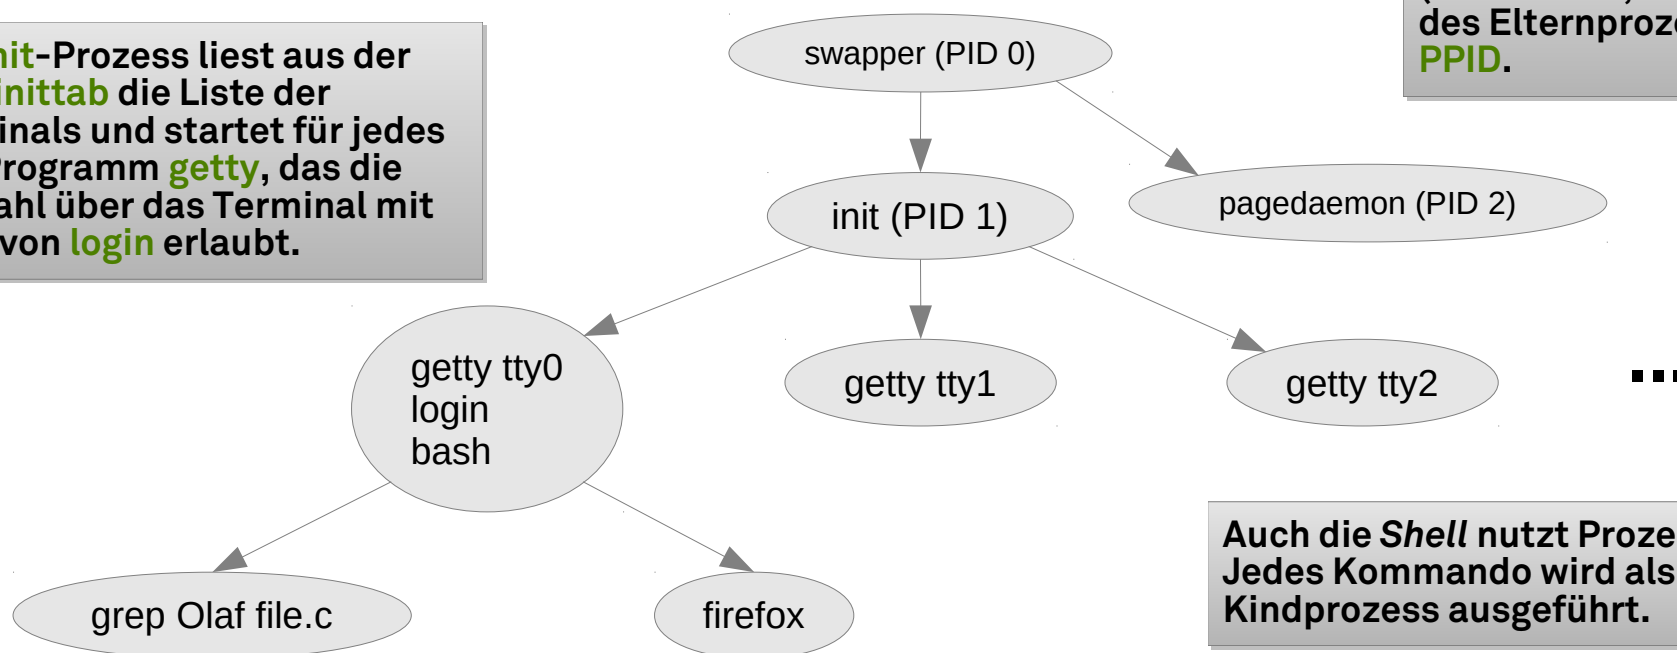 swapper (PID 0)
des Elternproze
PPID.
nit-Prozess liest aus der
inittab die Liste der
inals und startet für jedes
Programm getty, das die
ahl über das Terminal mit
von login erlaubt.
init (PID 1)
pagedaemon (PID 2)
getty tty0
login
bash
getty tty1
getty tty2
grep Olaf file.c
firefox
Auch die Shell nutzt Proze
Jedes Kommando wird als
Kindprozess ausgeführt.